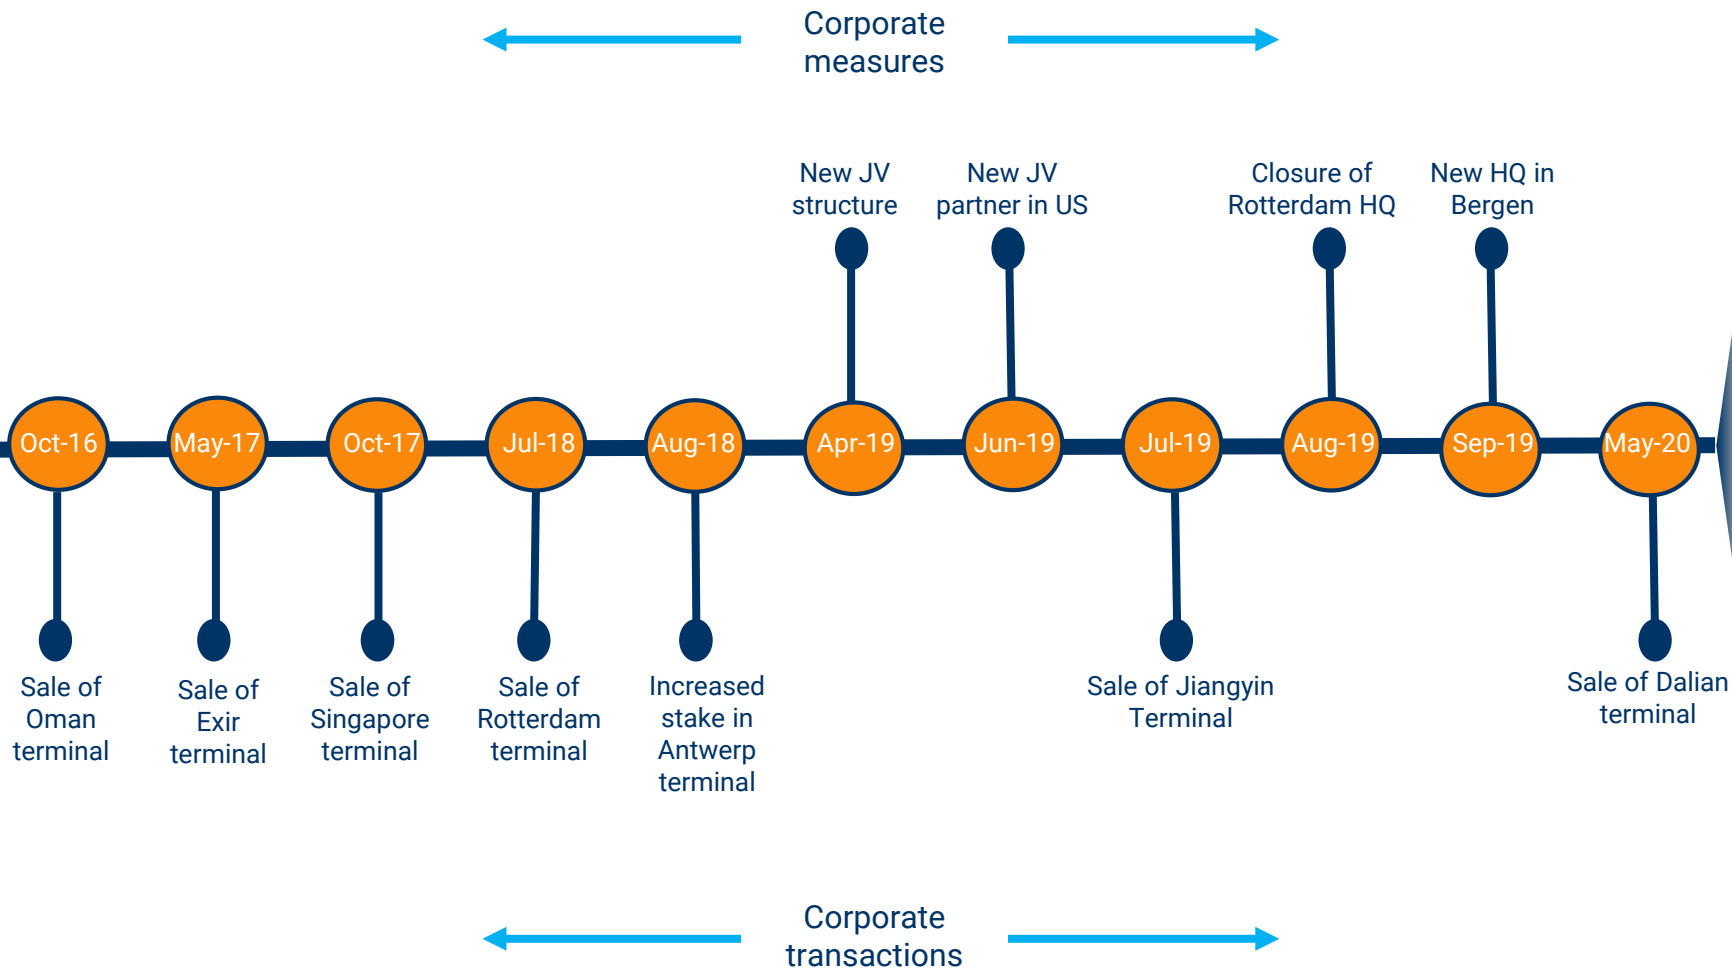 Corporate
measures
New JV
structure
New JV
partner in US
Closure of
Rotterdam HQ
New HQ in
Bergen
Oct-16
May-17
Oct-17
Jul-18
Aug-18
Apr-19
Jun-19
Jul-19
Aug-19
Sep-19
May-20
Sale of
Oman
terminal
Sale of
Exir
terminal
Sale of
Singapore
terminal
Sale of
Rotterdam
terminal
Increased
stake in
Antwerp
terminal
Sale of Jiangyin
Terminal
Sale of Dalian
terminal
Corporate
transactions